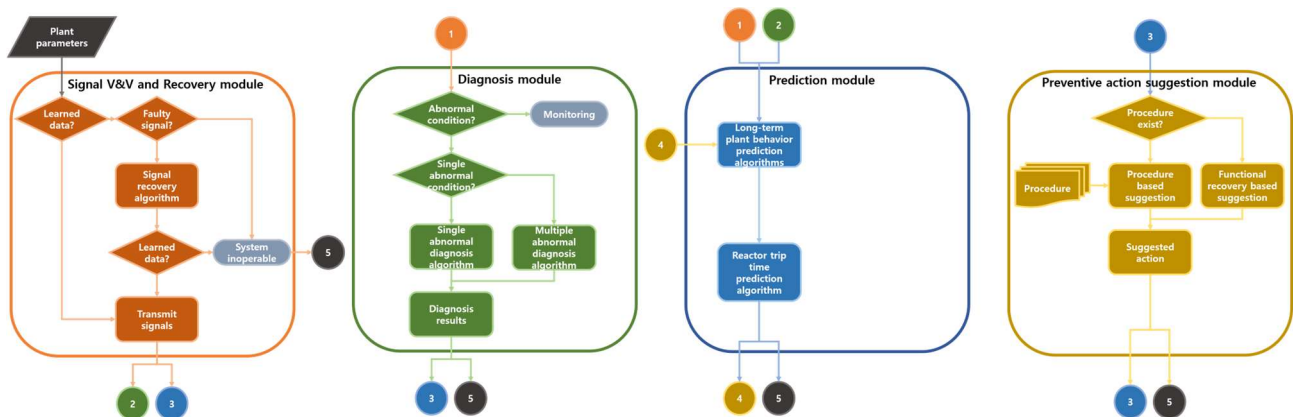 Plant
parameters
Signal V&V and Recovery module
Learned
data?
Faulty
signal?
Signal
recovery
algorithm
Learned
data?
System
inoperable
5
Transmit
signals
2
3
1
Diagnosis module
Abnormal
condition?
Monitoring
Single
abnormal
condition?
Single
abnormal
diagnosis
algorithm
Multiple
abnormal
diagnosis
algorithm
Diagnosis
results
3
5
1
2
Prediction module
4
Long-term
plant behavior
prediction
algorithms
Reactor trip
time
prediction
algorithm
4
5
3
Preventive action suggestion module
Procedure
exist?
Procedure
Procedure
based
suggestion
Functional
recovery based
suggestion
Suggested
action
3
5